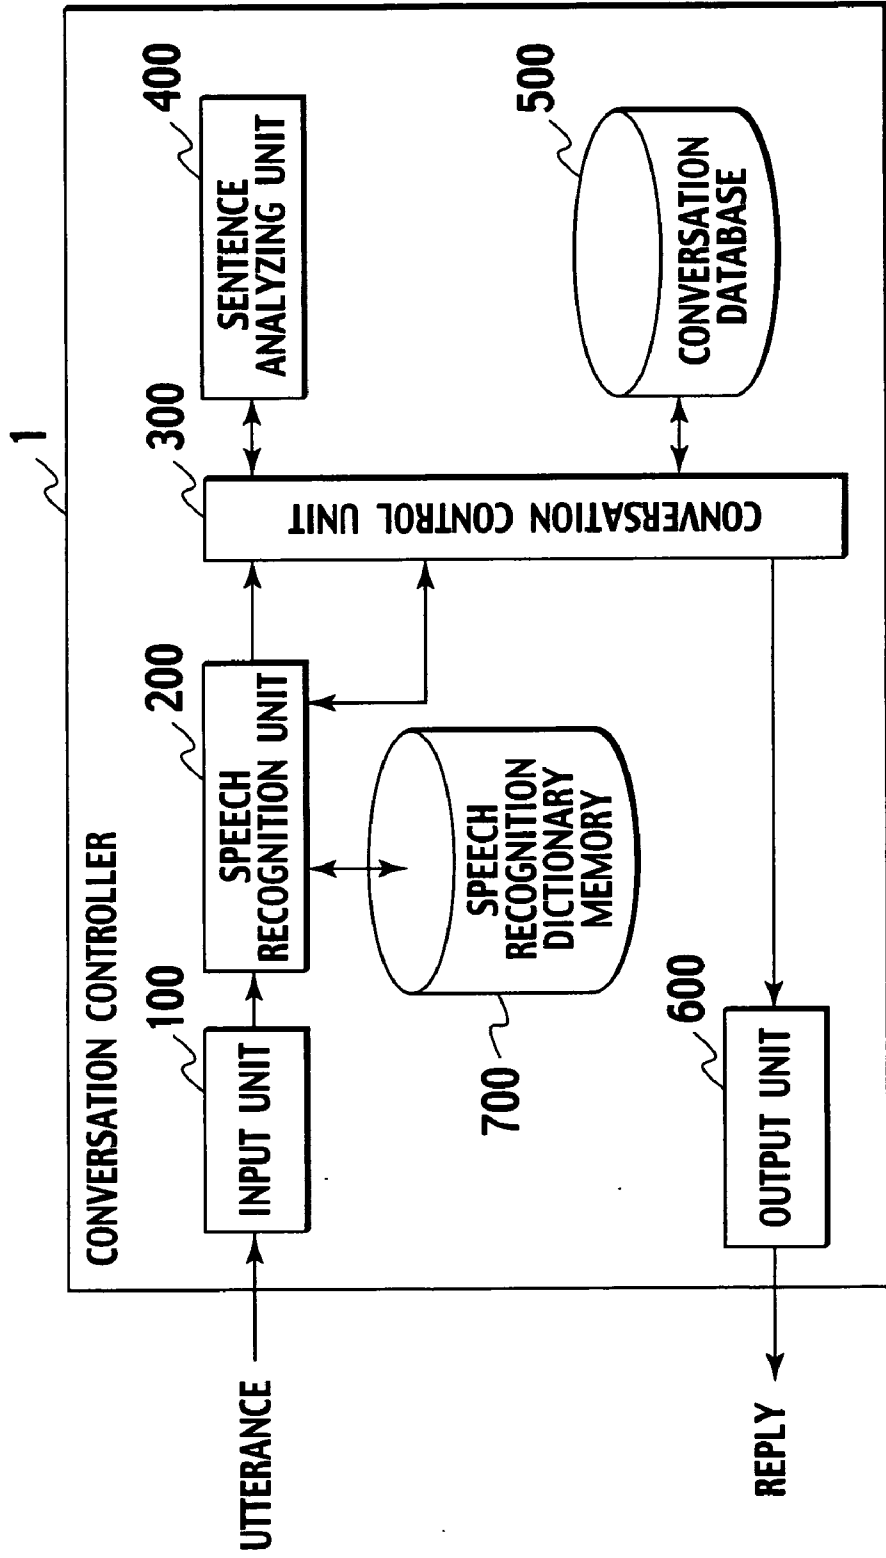 1
CONVERSATION CONTROLLER
UTTERANCE
100
INPUT UNIT
200
SPEECH
RECOGNITION UNIT
300
CONVERSATION CONTROL UNIT
400
SENTENCE
ANALYZING UNIT
700
SPEECH
RECOGNITION
DICTIONARY
MEMORY
500
CONVERSATION
DATABASE
600
OUTPUT UNIT
REPLY